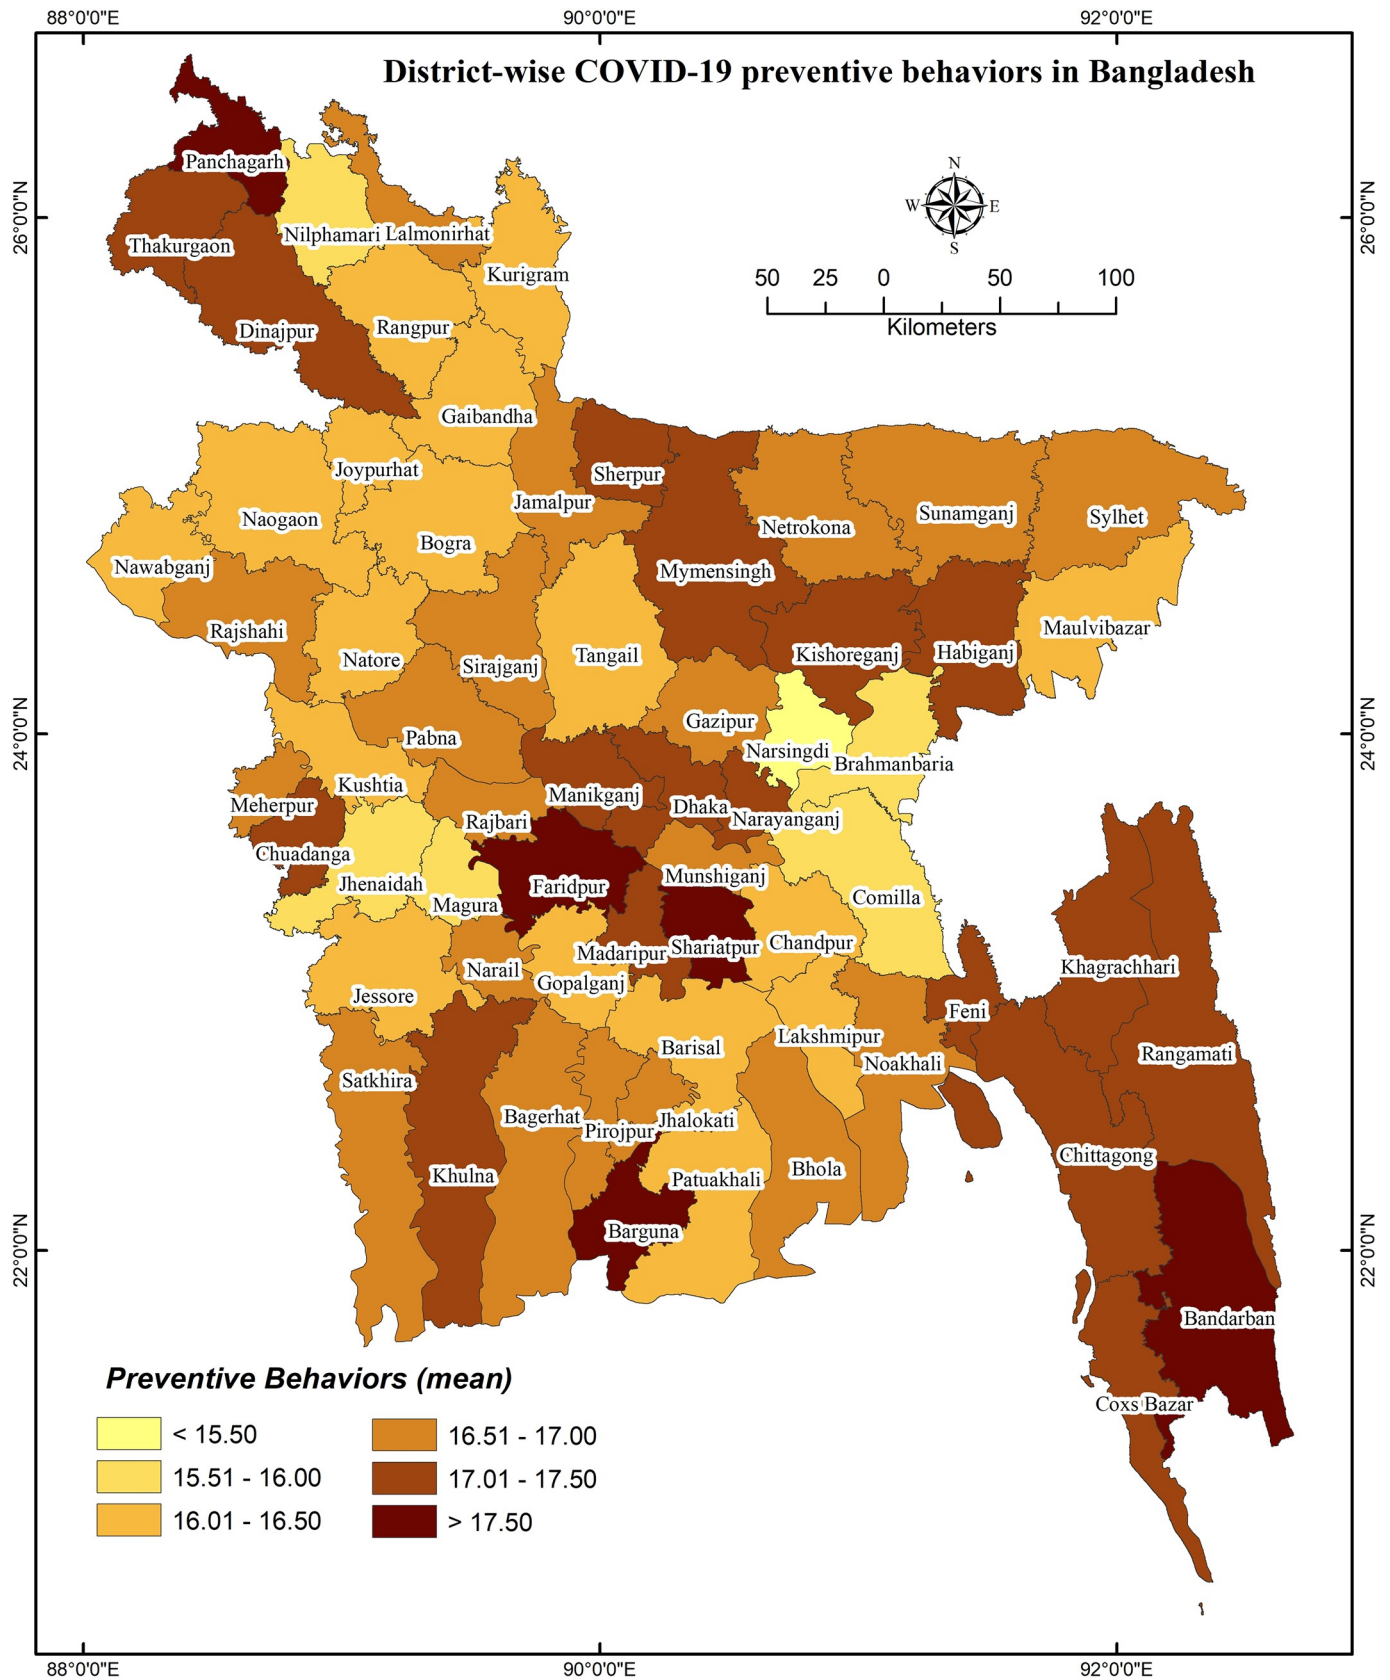 88°0'0"E 90°0'0"E 92°0'0"E
District-wise COVID-19 preventive behaviors in Bangladesh
N
W E
S
50 25 0 50 100
Kilometers
26°0'0"N
26°0'0"N
24°0'0"N
24°0'0"N
22°0'0"N
22°0'0"N
Panchagarh
Thakurgaon
Nilphamari
Lalmonirhat
Kurigram
Dinajpur
Rangpur
Gaibandha
Joypurhat
Sherpur
Jamalpur
Naogaon
Netrokona
Sunamganj
Sylhet
Bogra
Nawabganj
Mymensingh
Rajshahi
Maulvibazar
Natore
Sirajganj
Tangail
Kishoreganj
Habiganj
Gazipur
Pabna
Narsingdi
Brahmanbaria
Kushtia
Manikganj
Meherpur
Dhaka
Rajbari
Narayanganj
Chuadanga
Jhenaidah
Faridpur
Munshiganj
Magura
Comilla
Madaripur
Shariatpur
Chandpur
Narail
Gopalganj
Khagrachhari
Jessore
Feni
Lakshmipur
Barisal
Noakhali
Rangamati
Satkhira
Bagerhat
Pirojpur
Jhalokati
Chittagong
Khulna
Patuakhali
Bhola
Barguna
Bandarban
Coxs Bazar
Preventive Behaviors (mean)
< 15.50
15.51 - 16.00
16.01 - 16.50
16.51 - 17.00
17.01 - 17.50
> 17.50
88°0'0"E 90°0'0"E 92°0'0"E